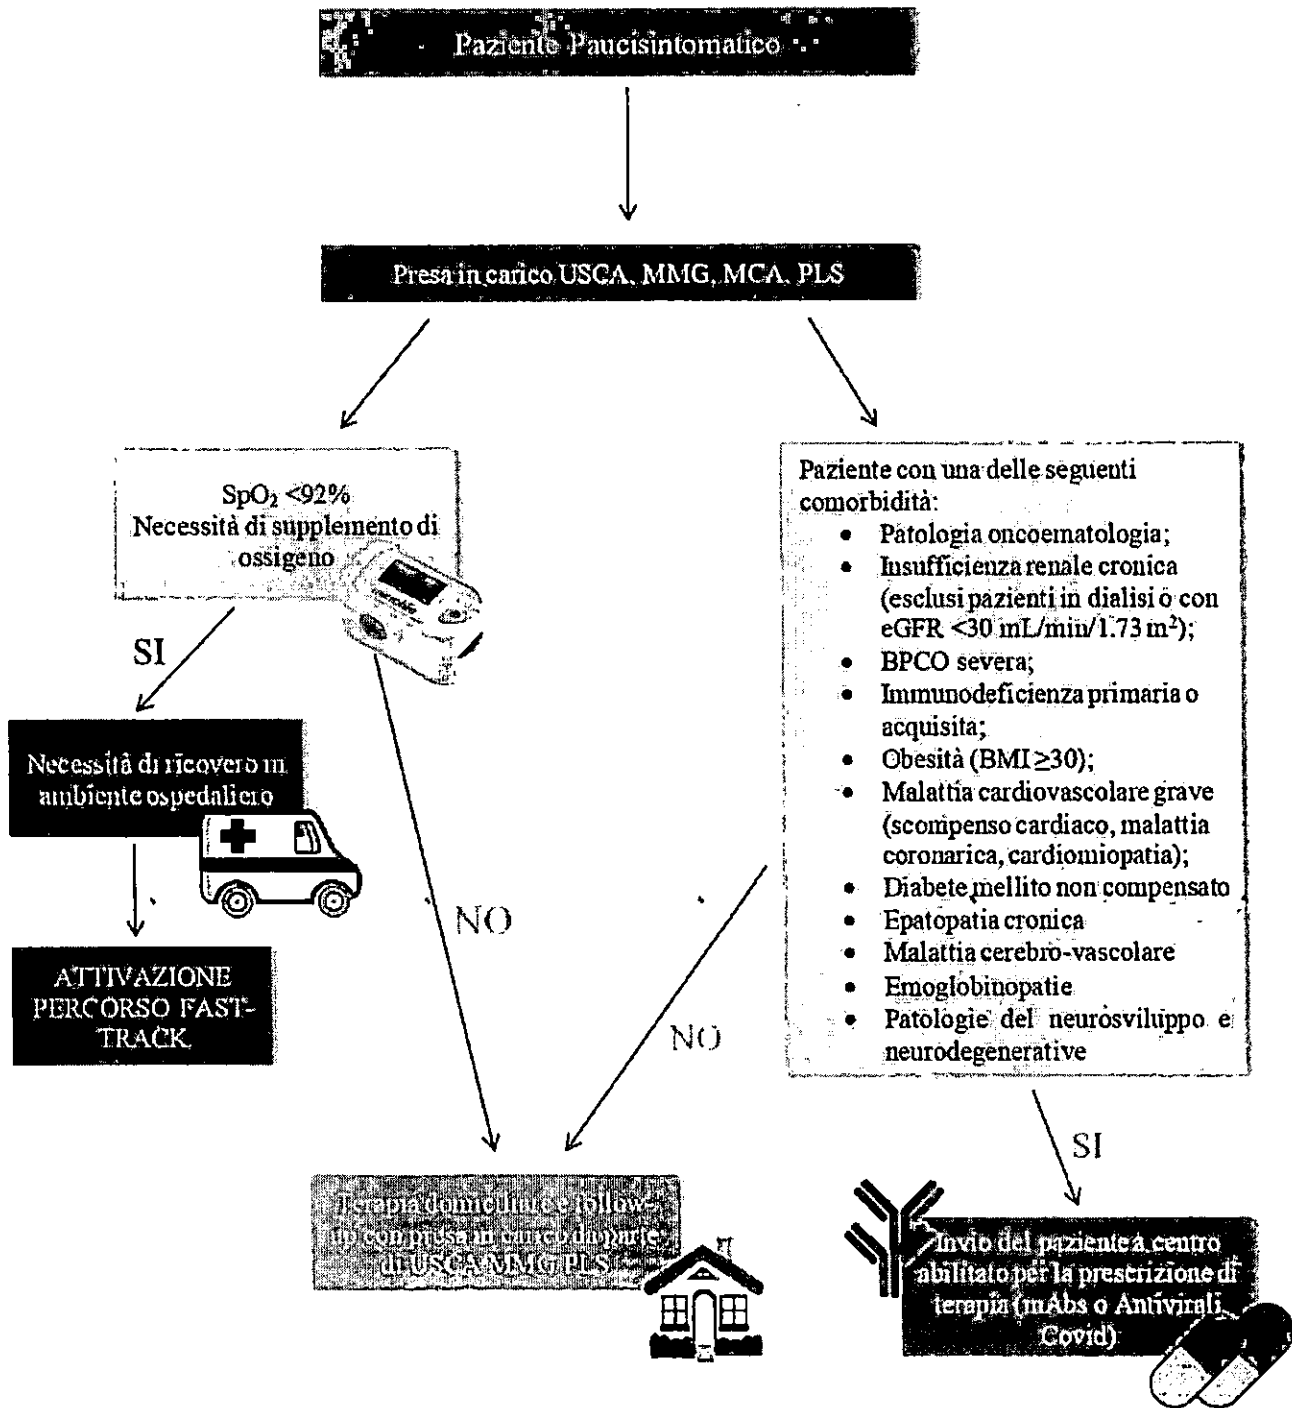 Paziente Paucisintomatico
Presa in carico USCA, MMG, MCA, PLS
SpO₂ <92%
Necessità di supplemento di
ossigeno
SI
Necessità di ricovero in
ambiente ospedaliero
ATTIVAZIONE
PERCORSO FAST-
TRACK
NO
Paziente con una delle seguenti
comorbidità:
• Patologia oncoematologia;
• Insufficienza renale cronica
(esclusi pazienti in dialisi o con
eGFR <30 mL/min/1.73 m²);
• BPCO severa;
• Immunodeficienza primaria o
acquisita;
• Obesità (BMI ≥30);
• Malattia cardiovascolare grave
(scompenso cardiaco, malattia
coronarica, cardiomiopatia);
• Diabete mellito non compensato
• Epatopatia cronica
• Malattia cerebro-vascolare
• Emoglobinopatie
• Patologie del neurosviluppo e
neurodegenerative
NO
SI
Terapia domiciliare e follow-
up con presa in carico da parte
di USCA MMG PLS
Invio del paziente a centro
abilitato per la prescrizione di
terapia (mAbs o Antivirali
Covid)